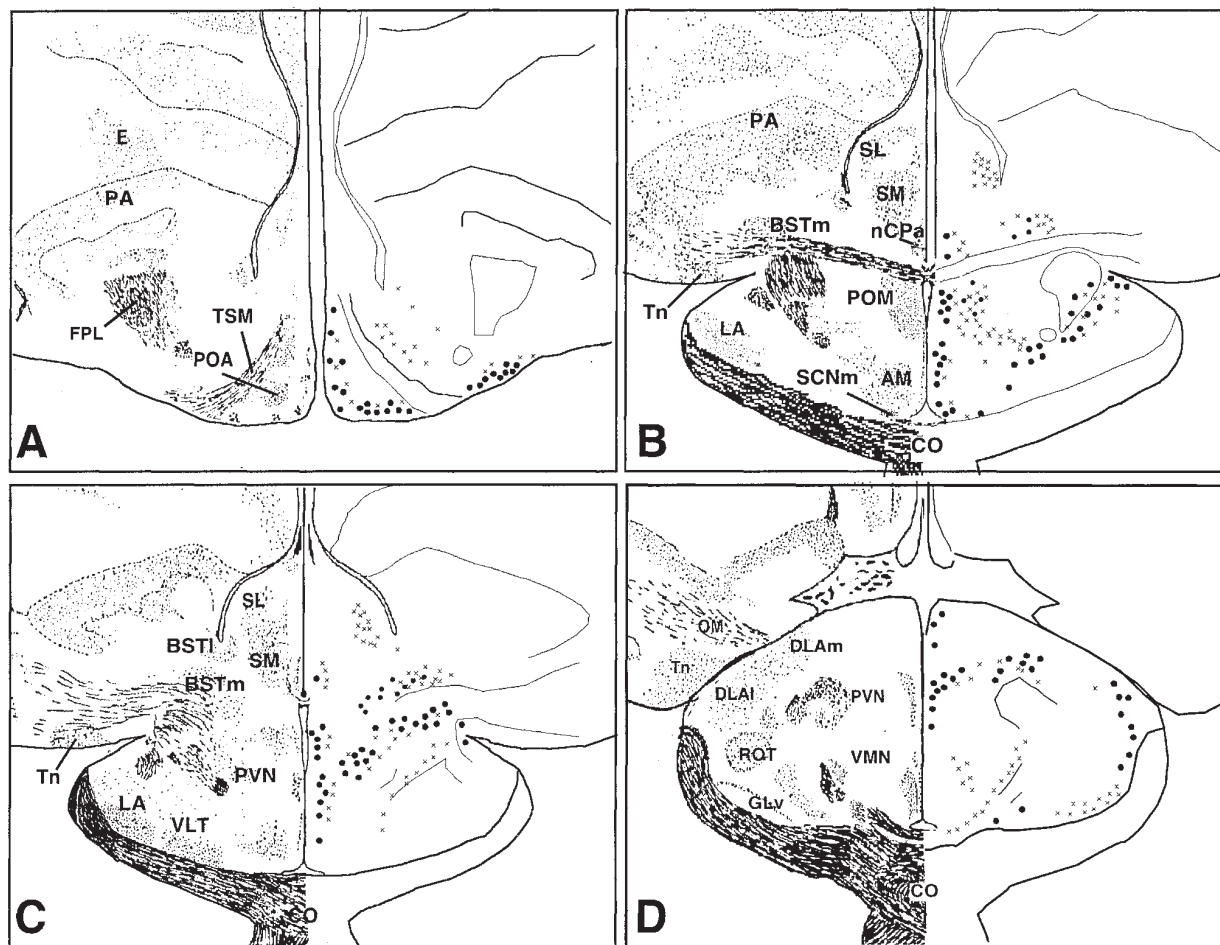 E
PA
FPL
TSM
POA
A
PA
SL
SM
nCPa
BSTm
Tn
POM
LA
SCNm
AM
CO
B
SL
BSTl
SM
BSTm
Tn
PVN
LA
VLT
CO
C
OM
Tn
DLAm
DLAl
PVN
ROT
VMN
GLv
CO
D